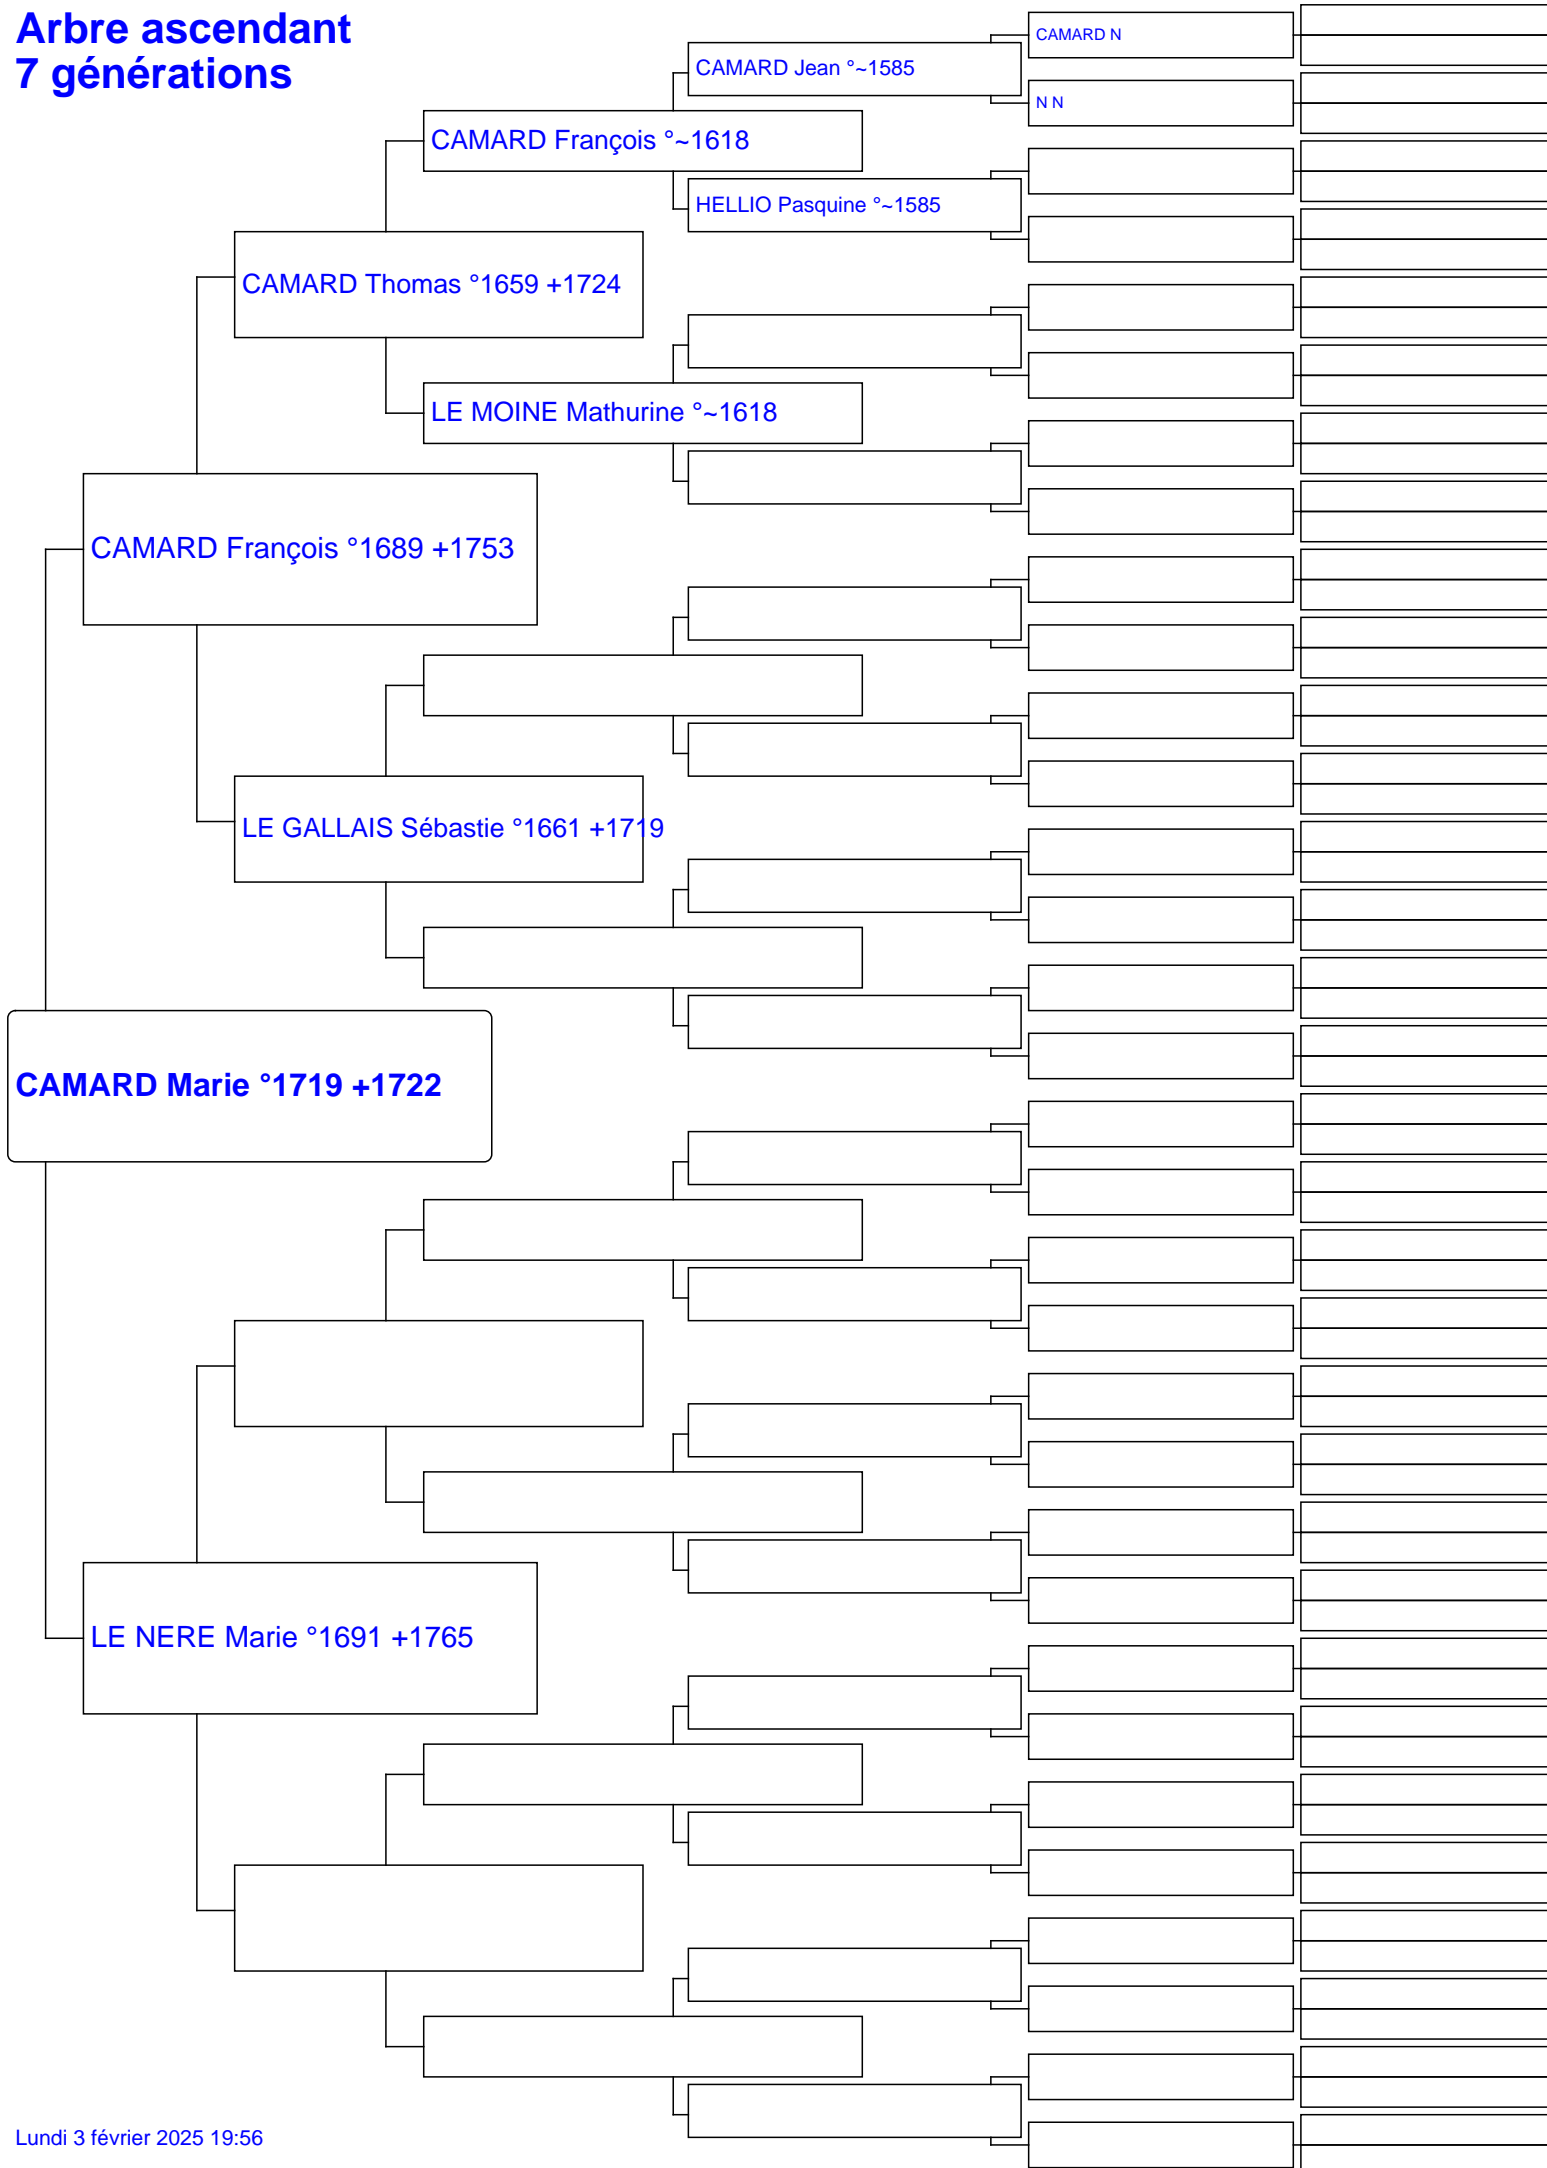 Arbre ascendant
7 générations
CAMARD N
CAMARD Jean °~1585
N N
CAMARD François °~1618
HELLIO Pasquine °~1585
CAMARD Thomas °1659 +1724
LE MOINE Mathurine °~1618
CAMARD François °1689 +1753
LE GALLAIS Sébastie °1661 +1719
CAMARD Marie °1719 +1722
LE NERE Marie °1691 +1765
Lundi 3 février 2025 19:56